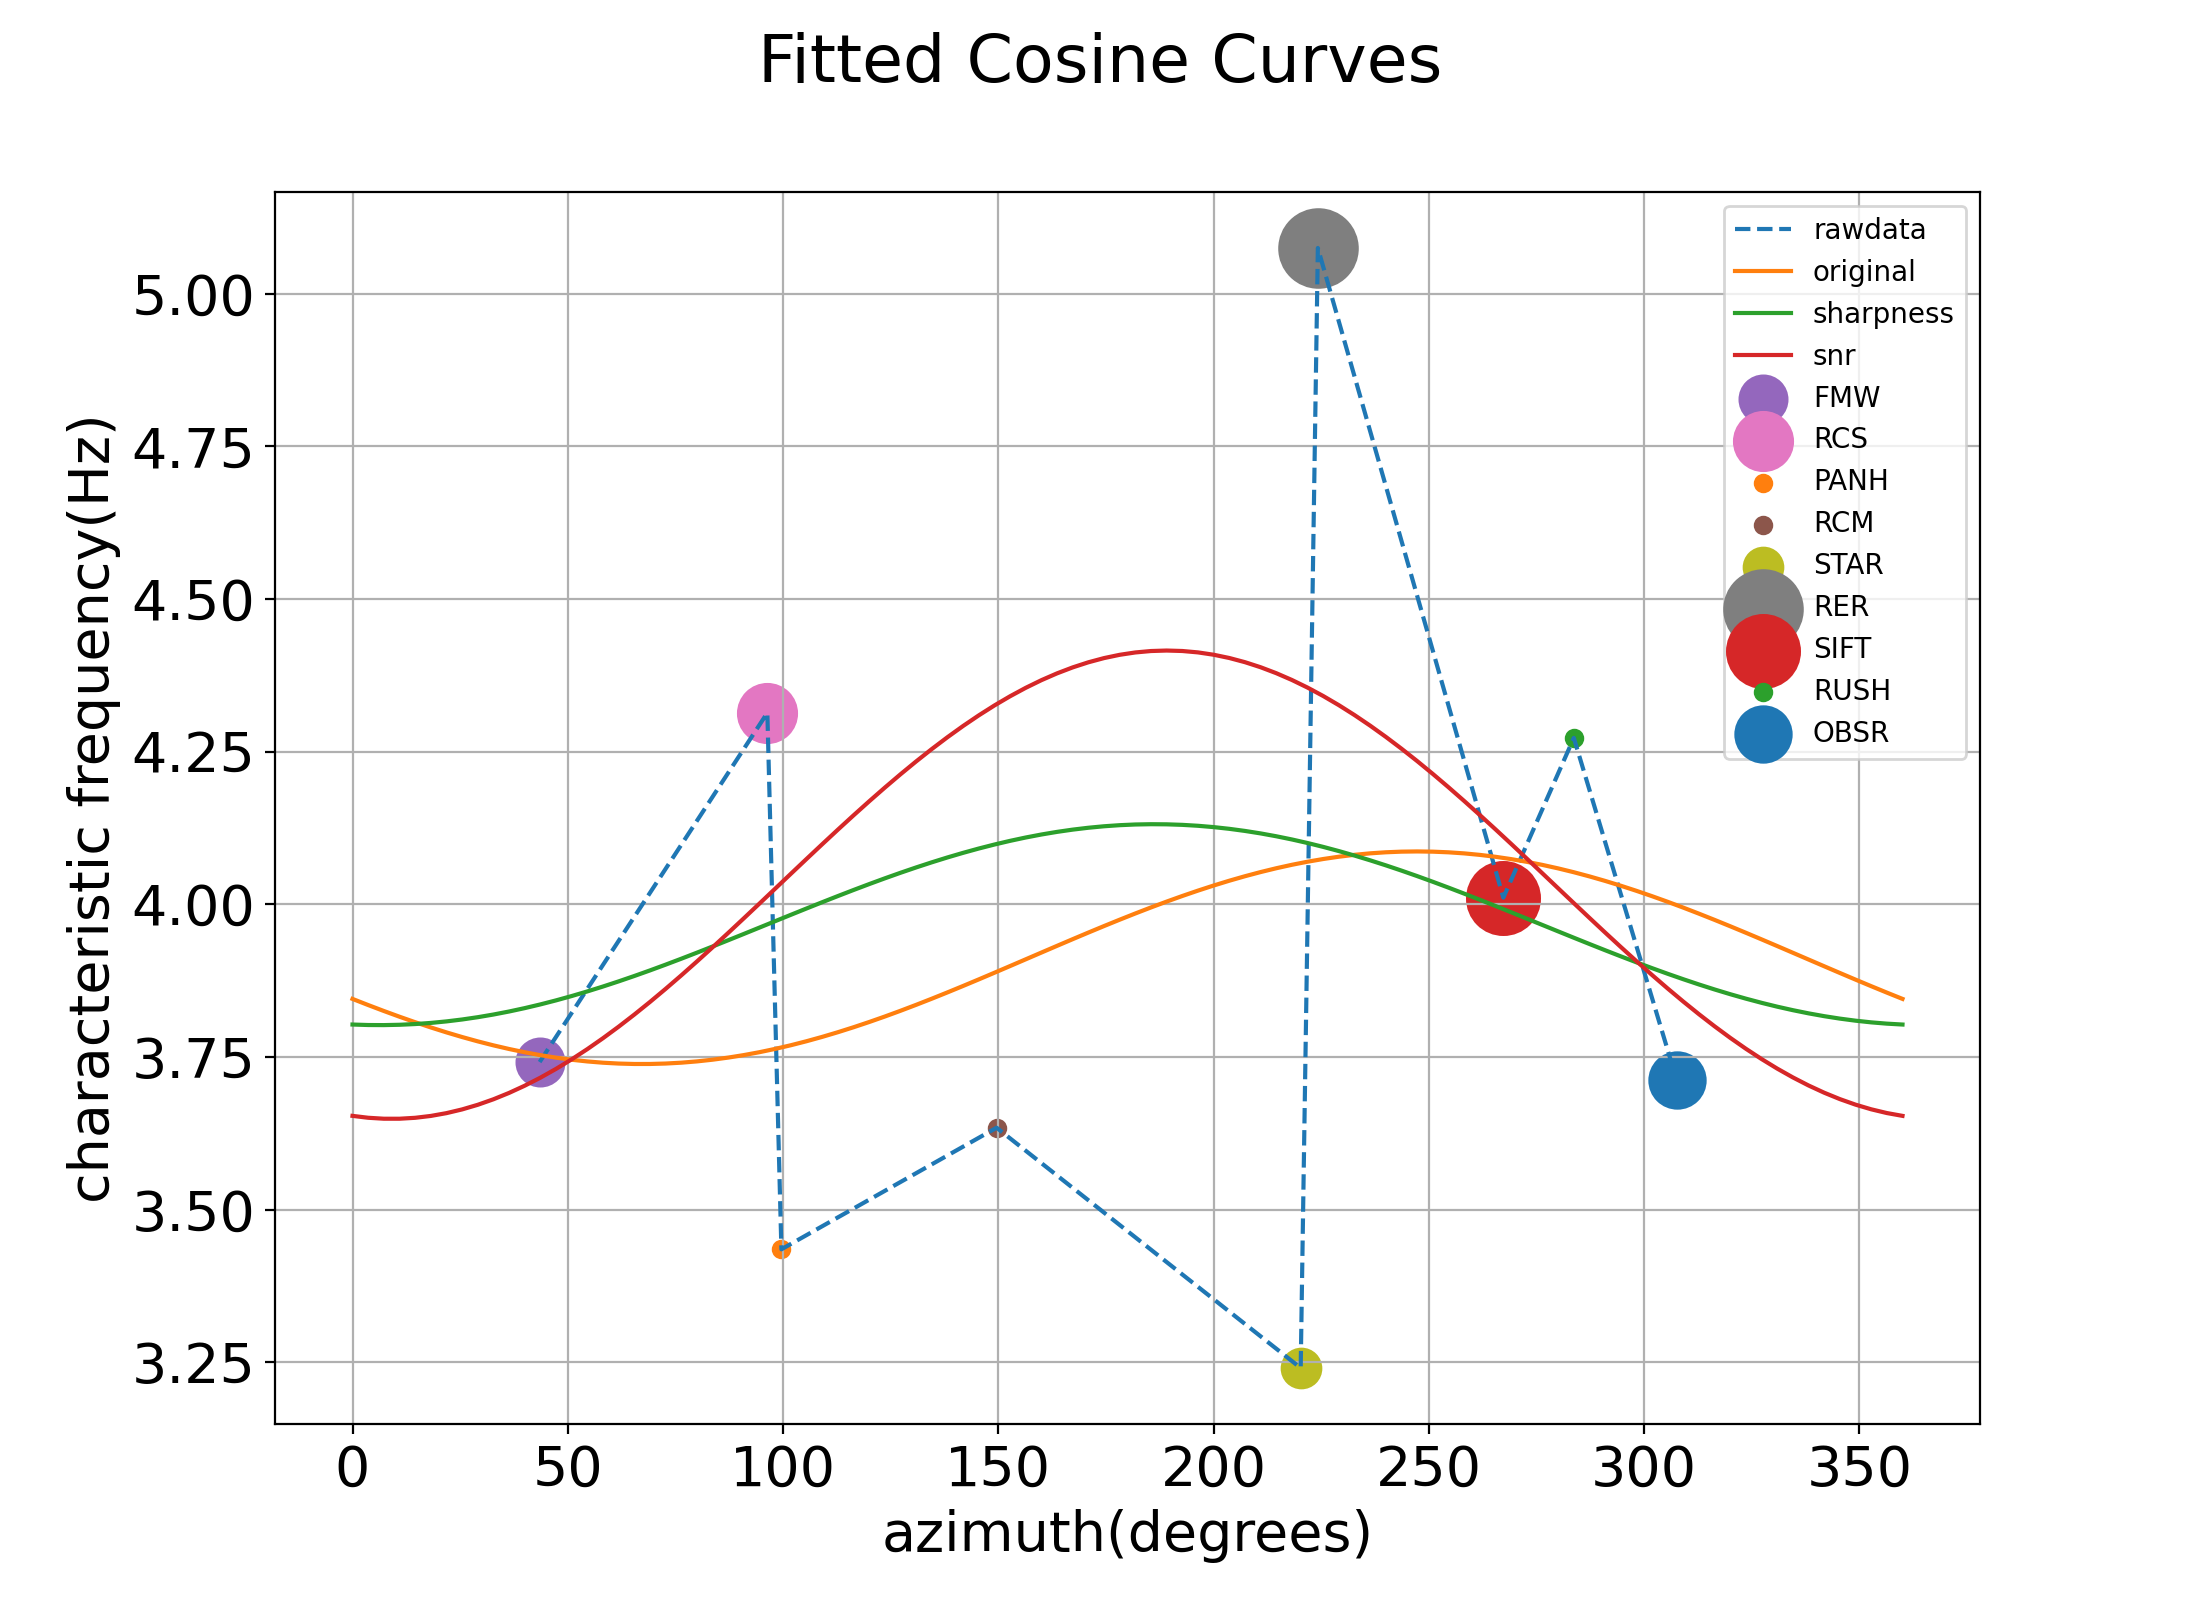 Fitted Cosine Curves
characteristic frequency(Hz)
5.00
4.75
4.50
4.25
4.00
3.75
3.50
3.25
rawdata
original
sharpness
snr
FMW
RCS
PANH
RCM
STAR
RER
SIFT
RUSH
OBSR
0 50 100 150 200 250 300 350
azimuth(degrees)